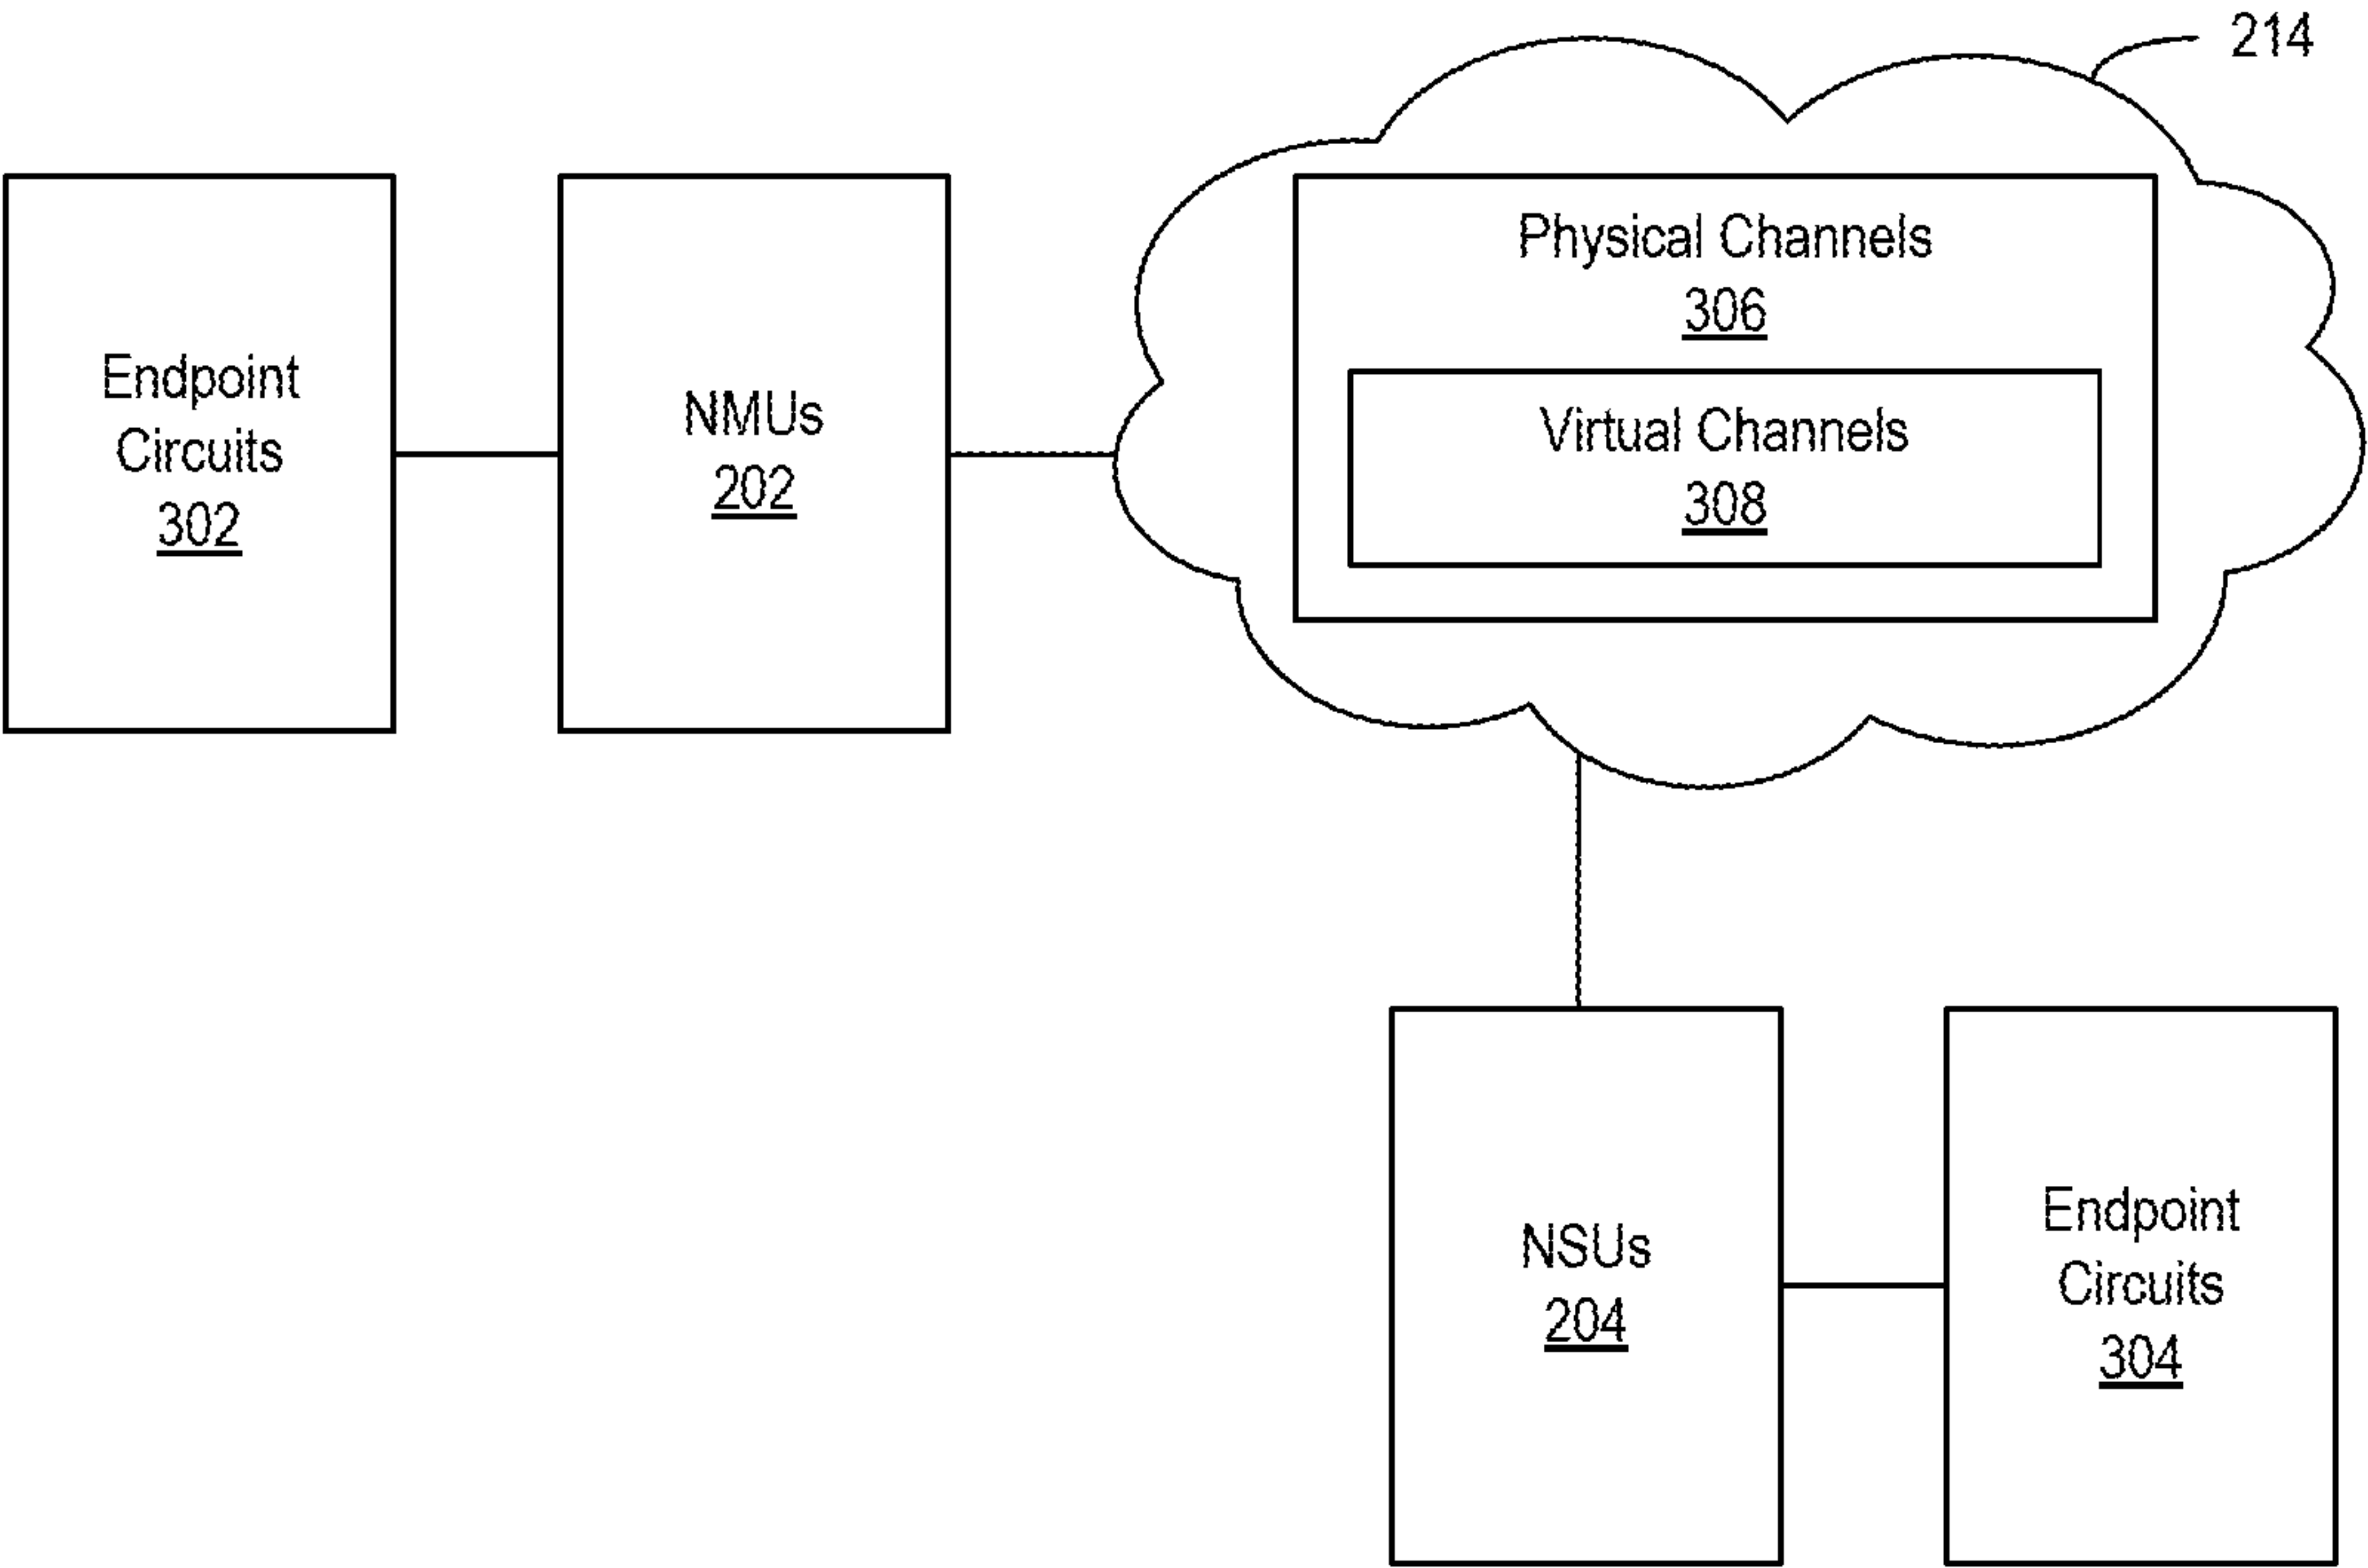 214
Physical Channels
306
Virtual Channels
308
Endpoint
Circuits
302
NMUs
202
NSUs
204
Endpoint
Circuits
304